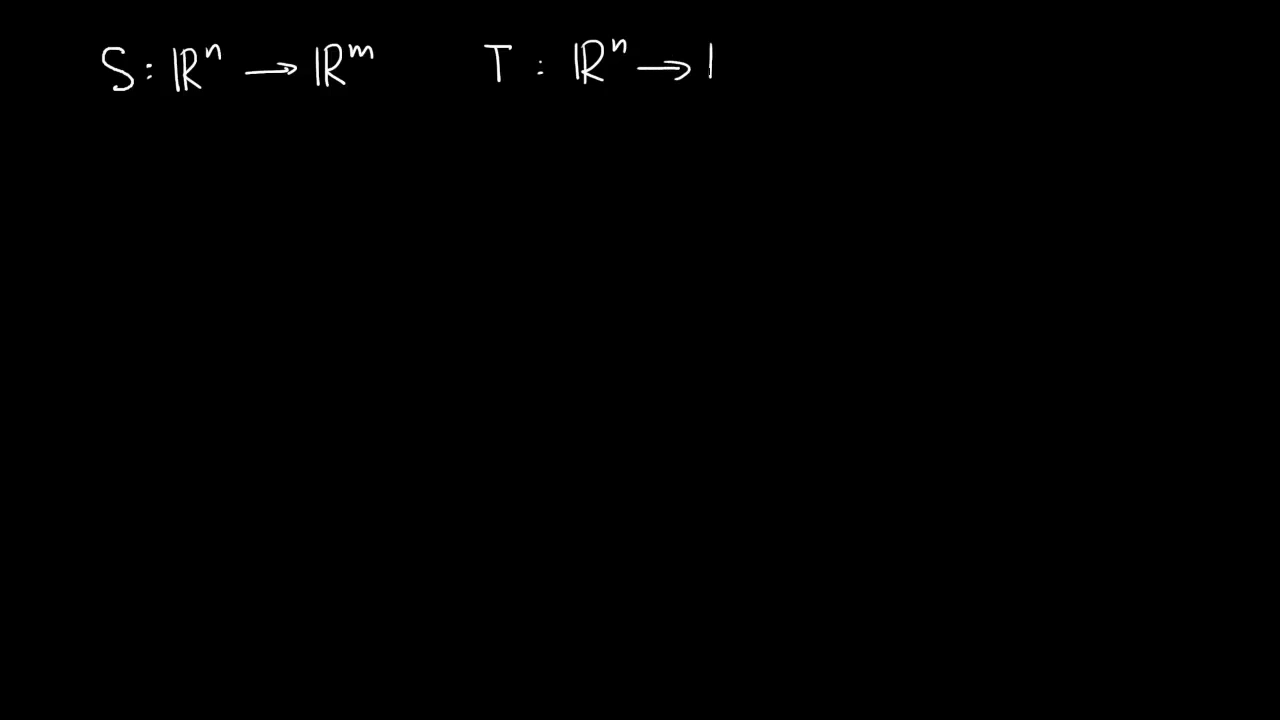 S : ℝⁿ → ℝᵐ T : ℝⁿ → |